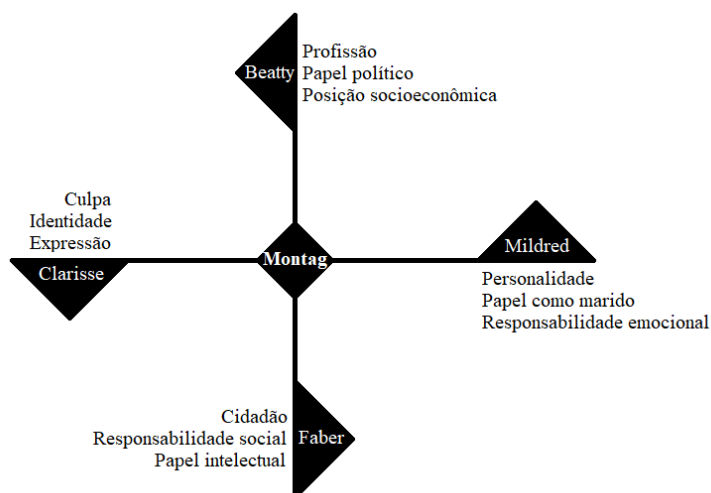 Beatty
Profissão
Papel político
Posição socioeconômica
Culpa
Identidade
Expressão
Clarisse
Montag
Mildred
Personalidade
Papel como marido
Responsabilidade emocional
Cidadão
Responsabilidade social
Papel intelectual
Faber